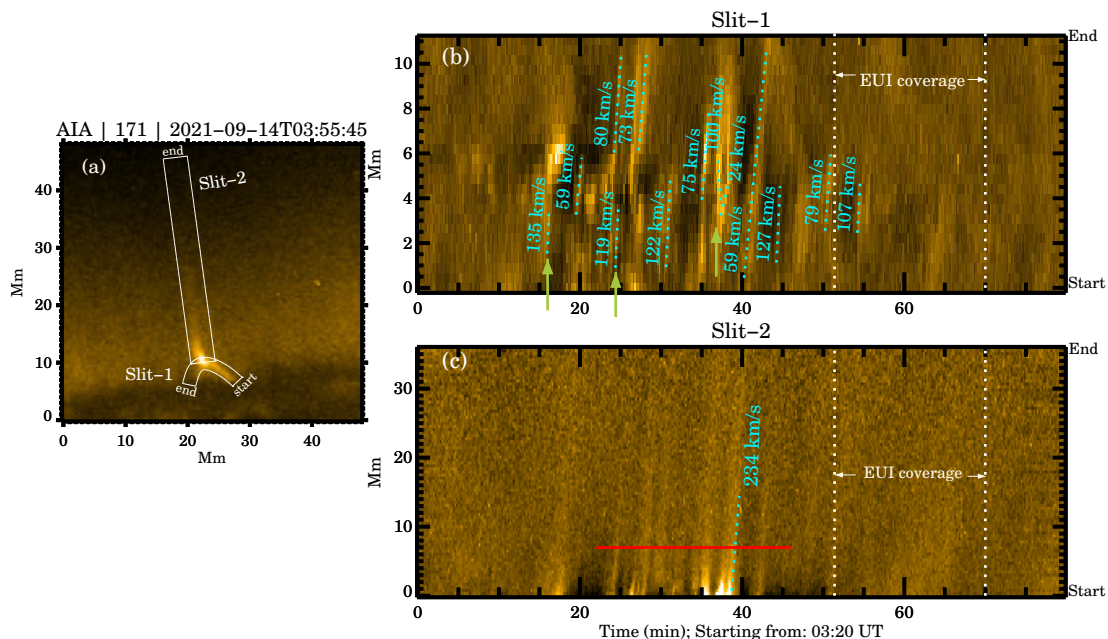 AIA | 171 | 2021-09-14T03:55:45
(a)
end
Slit-2
Slit-1
end
start
Mm
40
30
20
10
0
0 20 40
Mm
Slit-1
(b)
End
Start
EUI coverage
135 km/s
59 km/s
80 km/s
73 km/s
119 km/s
122 km/s
75 km/s
100 km/s
24 km/s
59 km/s
127 km/s
79 km/s
107 km/s
Mm
10
8
6
4
2
0
0 20 40 60
Slit-2
(c)
End
Start
EUI coverage
234 km/s
Mm
30
20
10
0
0 20 40 60
Time (min); Starting from: 03:20 UT